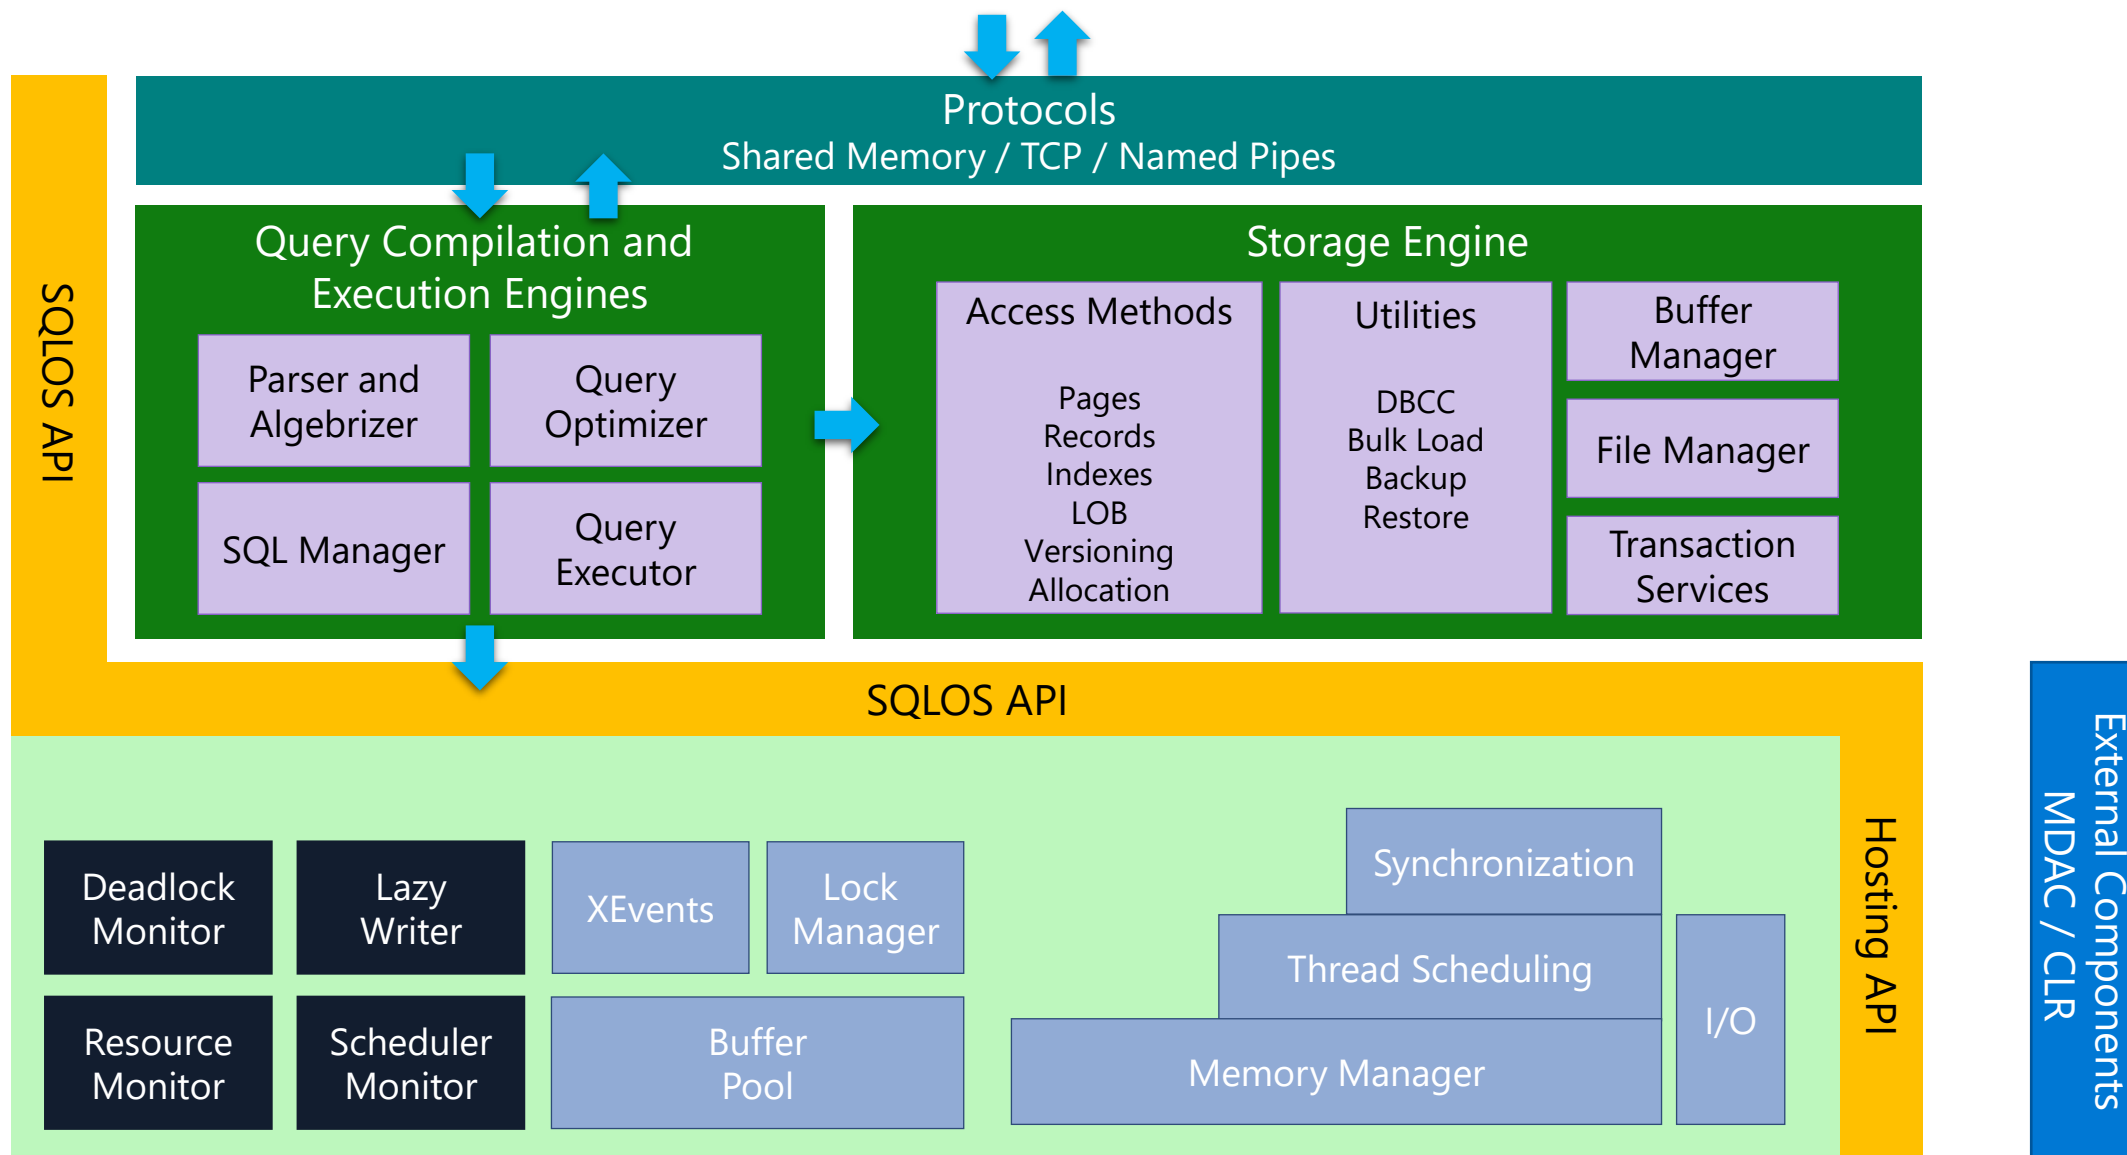 Protocols
Shared Memory / TCP / Named Pipes
SQLOS API
Query Compilation and
Execution Engines
Parser and
Algebrizer
Query
Optimizer
SQL Manager
Query
Executor
Storage Engine
Access Methods
Pages
Records
Indexes
LOB
Versioning
Allocation
Utilities
DBCC
Bulk Load
Backup
Restore
Buffer
Manager
File Manager
Transaction
Services
SQLOS API
Deadlock
Monitor
Lazy
Writer
XEvents
Lock
Manager
Resource
Monitor
Scheduler
Monitor
Buffer
Pool
Synchronization
Thread Scheduling
Memory Manager
I/O
Hosting API
External Components
MDAC / CLR